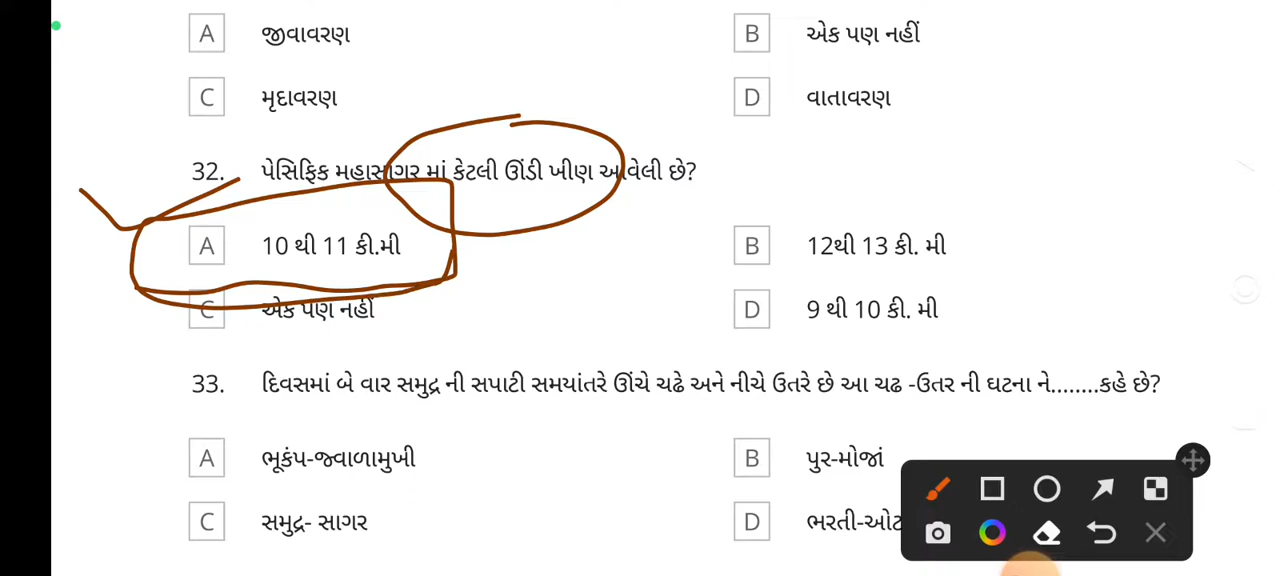 A જીવાવરણ B એક પણ નહીં
C મૃદાવરણ D વાતાવરણ
32. પેસિફિક મહાસાગર માં કેટલી ઊંડી ખીણ આવેલી છે?
A 10 થી 11 કી.મી B 12થી 13 કી. મી
C એક પણ નહીં D 9 થી 10 કી. મી
33. દિવસમાં બે વાર સમુદ્ર ની સપાટી સમયાંતરે ઊંચે ચઢે અને નીચે ઉતરે છે આ ચઢ -ઉતર ની ઘટના ને........કહે છે?
A ભૂકંપ-જ્વાળામુખી B પુર-મોજાં
C સમુદ્ર- સાગર D ભરતી-ઓટ